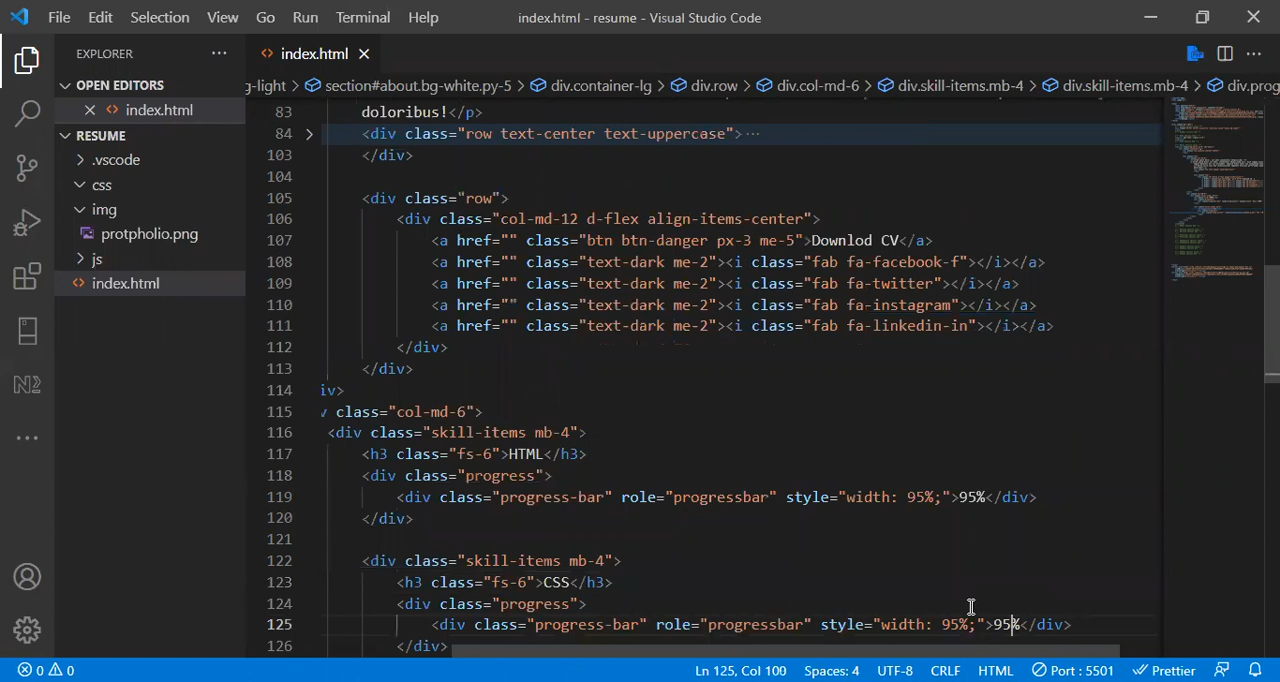 File Edit Selection View Go Run Terminal Help index.html - resume - Visual Studio Code
EXPLORER ··· <> index.html ×
OPEN EDITORS g-light > section#about.bg-white.py-5 > div.container-lg > div.row > div.col-md-6 > div.skill-items.mb-4 > div.skill-items.mb-4 > div.prog
× <> index.html
RESUME
.vscode
css
img
protpholio.png
js
<> index.html
83 doloribus!</p>
84 <div class="row text-center text-uppercase">···
103 </div>
104
105 <div class="row">
106 <div class="col-md-12 d-flex align-items-center">
107 <a href="" class="btn btn-danger px-3 me-5">Downlod CV</a>
108 <a href="" class="text-dark me-2"><i class="fab fa-facebook-f"></i></a>
109 <a href="" class="text-dark me-2"><i class="fab fa-twitter"></i></a>
110 <a href="" class="text-dark me-2"><i class="fab fa-instagram"></i></a>
111 <a href="" class="text-dark me-2"><i class="fab fa-linkedin-in"></i></a>
112 </div>
113 </div>
114 iv>
115 v class="col-md-6">
116 <div class="skill-items mb-4">
117 <h3 class="fs-6">HTML</h3>
118 <div class="progress">
119 <div class="progress-bar" role="progressbar" style="width: 95%;">95%</div>
120 </div>
121
122 <div class="skill-items mb-4">
123 <h3 class="fs-6">CSS</h3>
124 <div class="progress">
125 <div class="progress-bar" role="progressbar" style="width: 95%;">95%</div>
126 </div>
0 0 Ln 125, Col 100 Spaces: 4 UTF-8 CRLF HTML Port : 5501 Prettier